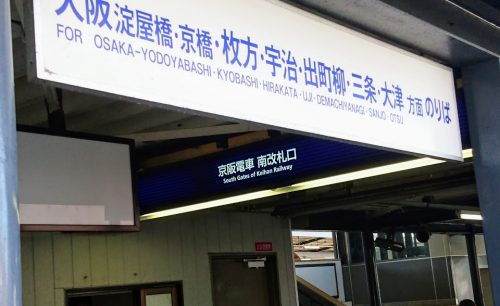 大阪淀屋橋・京橋・枚方・宇治・出町柳・三条・大津 方面 のりば
FOR OSAKA-YODOYABASHI・KYOBASHI・HIRAKATA・UJI・DEMACHIYANAGI・SANJO・OTSU
京阪電車 南改札口
South Gates of Keihan Railway